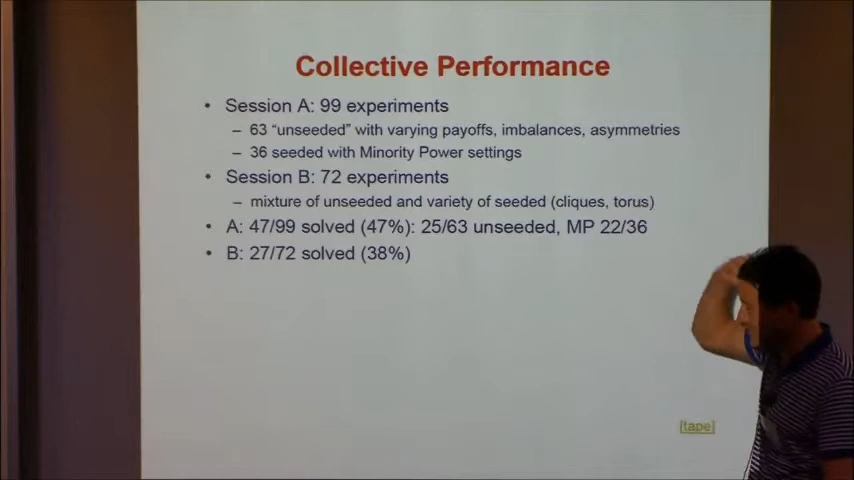 Collective Performance
• Session A: 99 experiments
– 63 "unseeded" with varying payoffs, imbalances, asymmetries
– 36 seeded with Minority Power settings
• Session B: 72 experiments
– mixture of unseeded and variety of seeded (cliques, torus)
• A: 47/99 solved (47%): 25/63 unseeded, MP 22/36
• B: 27/72 solved (38%)
[tape]